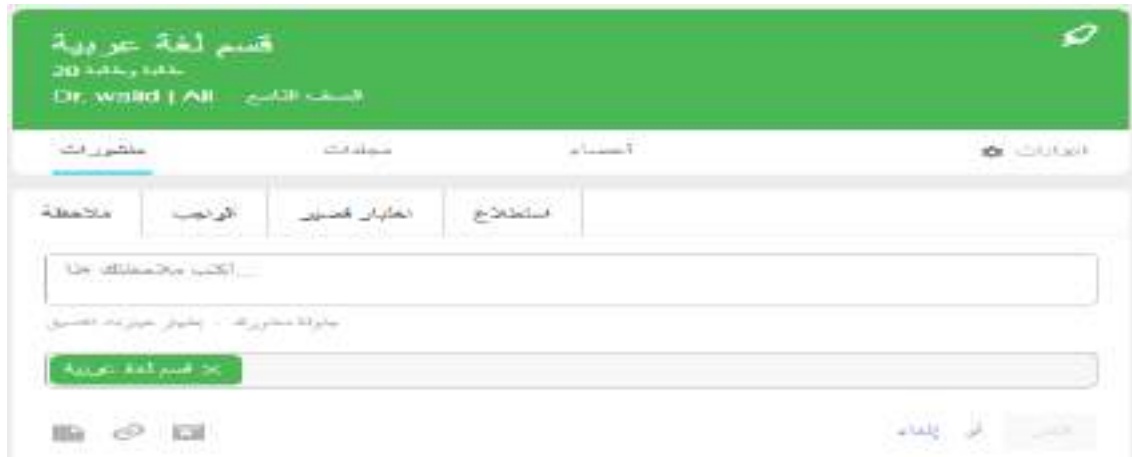 قسم لغة عربية
20
Dr. walid | Ali الصف التاسع
منشورات
مجلدات
أعضاء
ملاحظة
الواجب
اختبار قصير
استطلاع
اكتب ملاحظتك هنا...
قسم لغة عربية ×
أو إلغاء